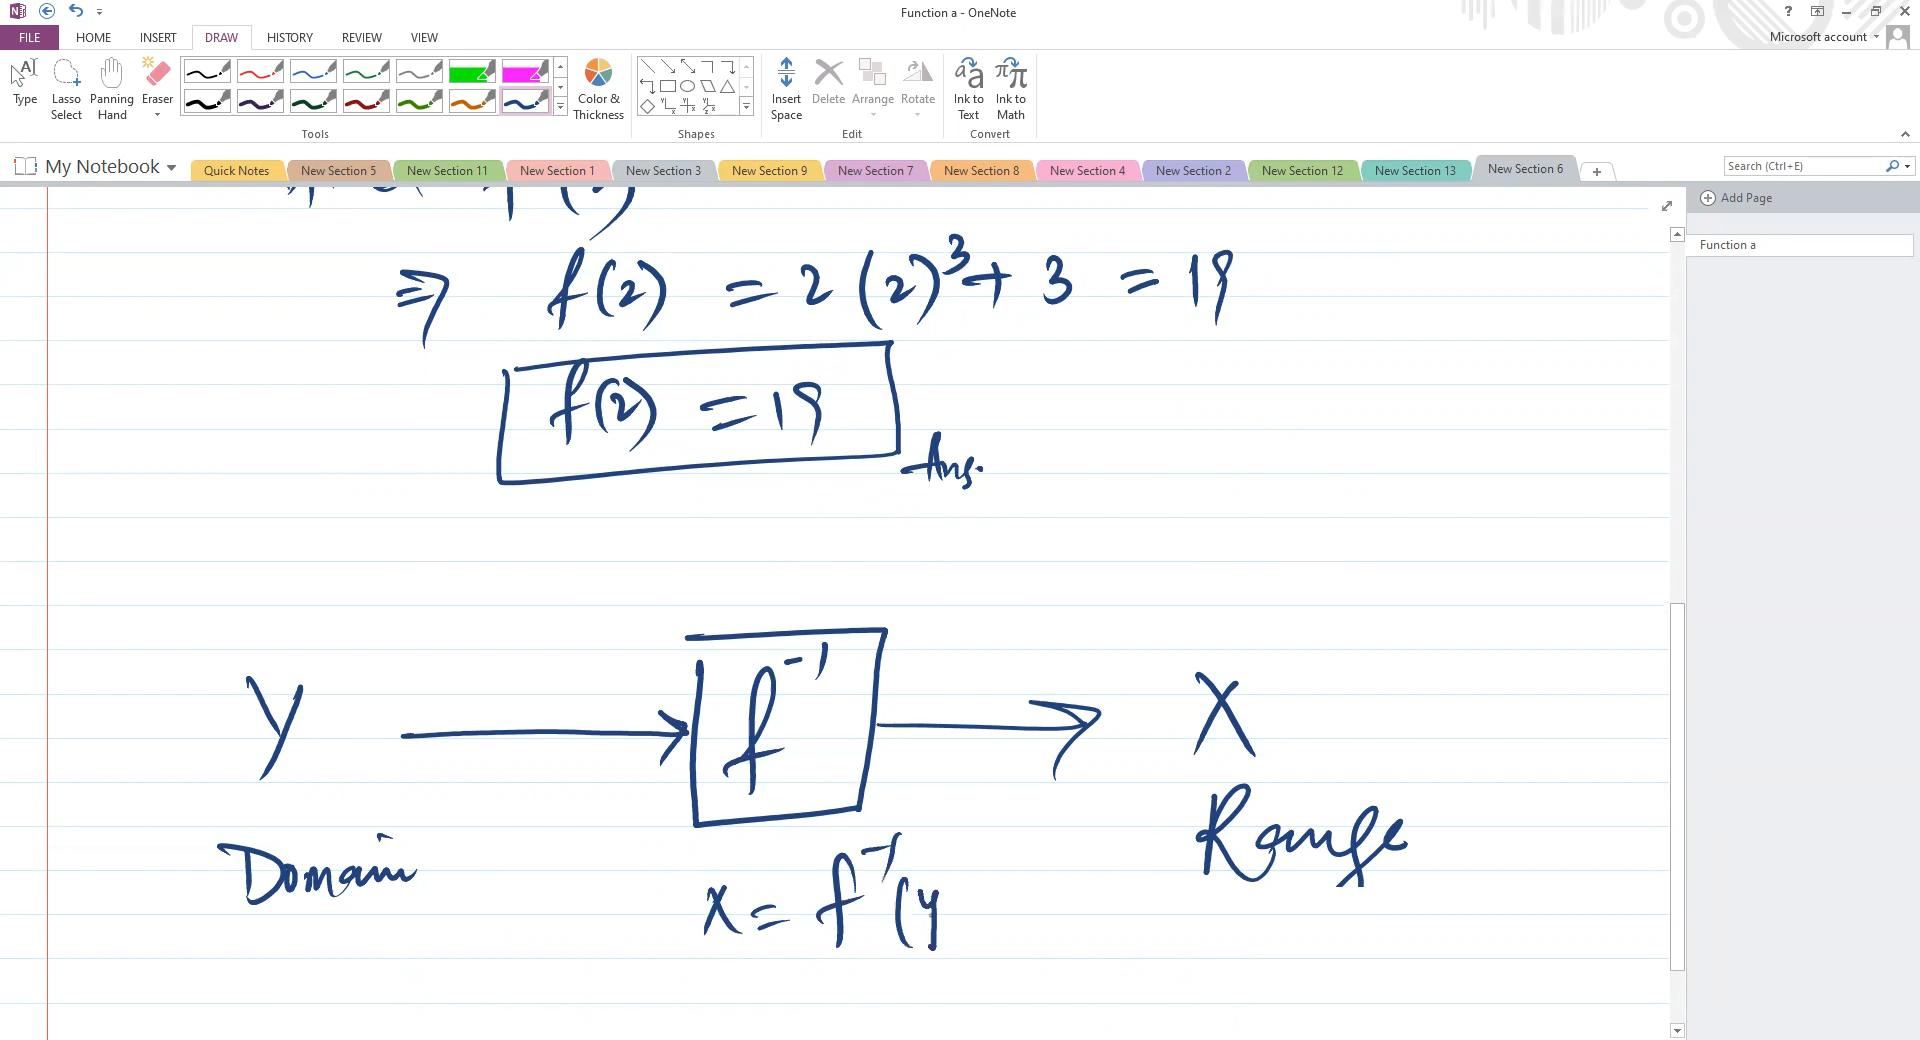 Function a - OneNote
Microsoft account
FILE HOME INSERT DRAW HISTORY REVIEW VIEW
Type
Lasso Select
Panning Hand
Eraser
Color & Thickness
Insert Space
Delete
Arrange
Rotate
Ink to Text
Ink to Math
Tools Shapes Edit Convert
My Notebook Quick Notes New Section 5 New Section 11 New Section 1 New Section 3 New Section 9 New Section 7 New Section 8 New Section 4 New Section 2 New Section 12 New Section 13 New Section 6
Search (Ctrl+E)
Add Page
Function a
⇒ f(2) = 2(2)³ + 3 = 19
f(2) = 19
Ans.
Y f⁻¹ X
Domain Range
x = f⁻¹(y